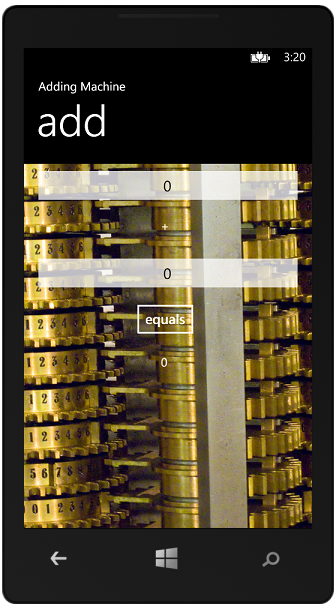 3:20
Adding Machine
add
0
+
0
equals
0